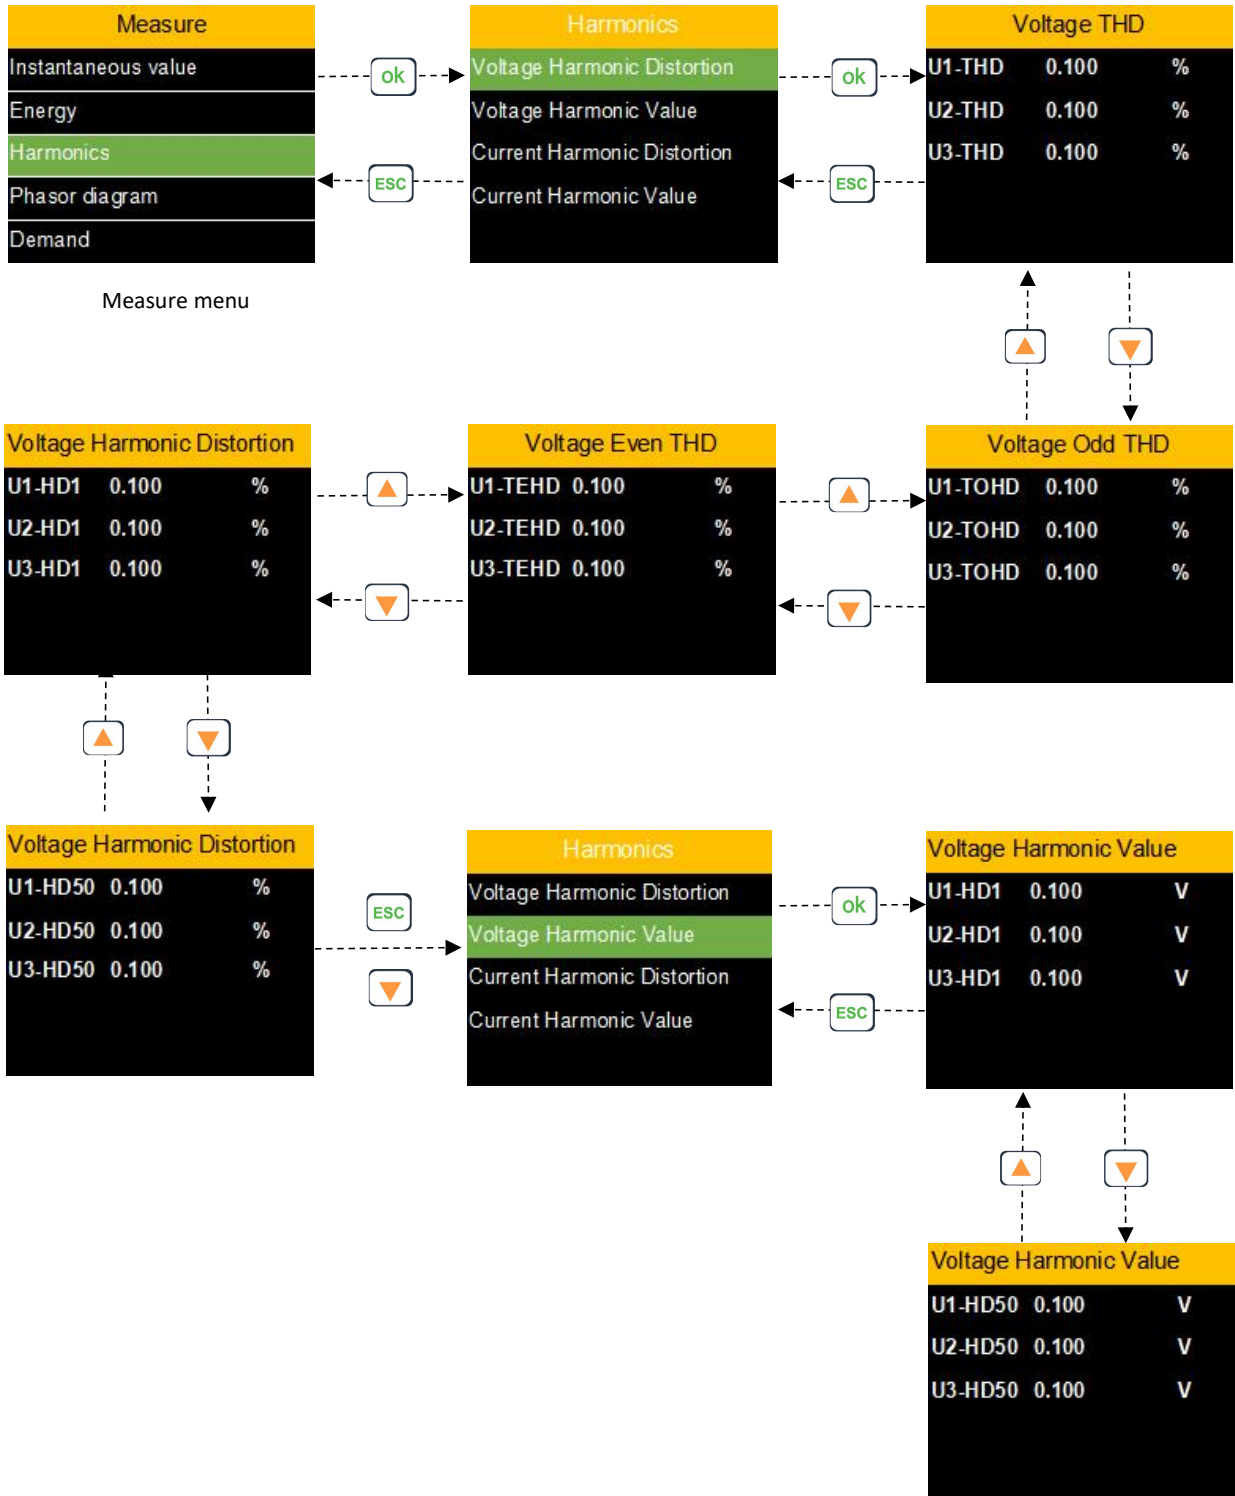 Measure
Instantaneous value
Energy
Harmonics
Phasor diagram
Demand
Measure menu
ok
ESC
Harmonics
Voltage Harmonic Distortion
Voltage Harmonic Value
Current Harmonic Distortion
Current Harmonic Value
ok
ESC
Voltage THD
U1-THD 0.100 %
U2-THD 0.100 %
U3-THD 0.100 %
Voltage Harmonic Distortion
U1-HD1 0.100 %
U2-HD1 0.100 %
U3-HD1 0.100 %
Voltage Even THD
U1-TEHD 0.100 %
U2-TEHD 0.100 %
U3-TEHD 0.100 %
Voltage Odd THD
U1-TOHD 0.100 %
U2-TOHD 0.100 %
U3-TOHD 0.100 %
Voltage Harmonic Distortion
U1-HD50 0.100 %
U2-HD50 0.100 %
U3-HD50 0.100 %
ESC
Harmonics
Voltage Harmonic Distortion
Voltage Harmonic Value
Current Harmonic Distortion
Current Harmonic Value
ok
ESC
Voltage Harmonic Value
U1-HD1 0.100 V
U2-HD1 0.100 V
U3-HD1 0.100 V
Voltage Harmonic Value
U1-HD50 0.100 V
U2-HD50 0.100 V
U3-HD50 0.100 V